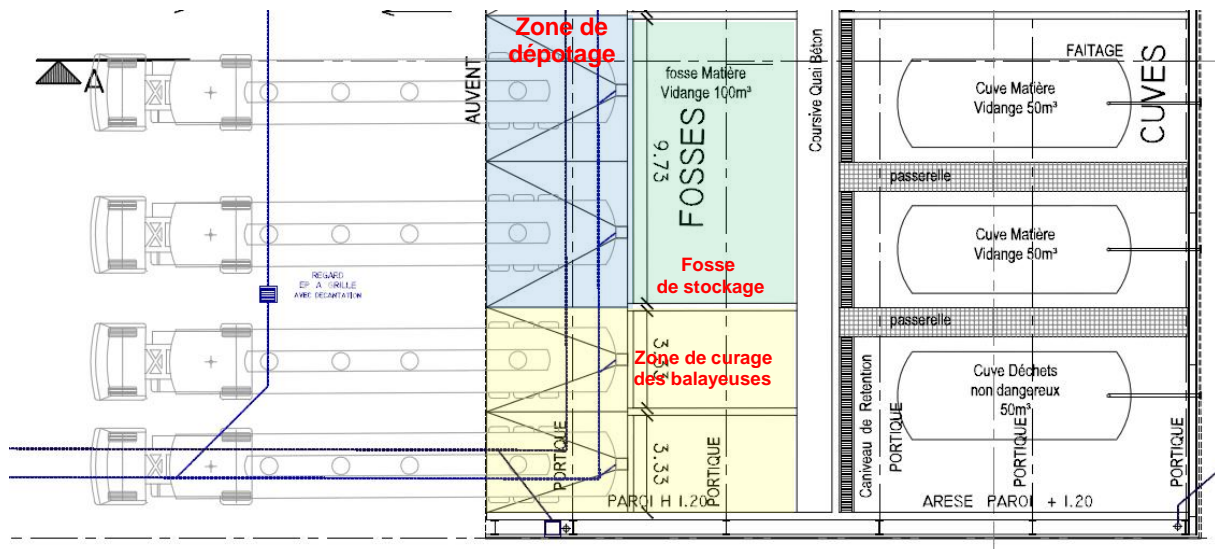 Zone de
dépotage
A
AUVENT
fosse Matière
Vidange 100m³
FOSSES
9.73
Fosse
de stockage
Coursive Quai Béton
FAITAGE
Cuve Matière
Vidange 50m³
CUVES
passerelle
Cuve Matière
Vidange 50m³
passerelle
REGARD
EP A GRILLE
AVEC DECANTATION
Zone de curage
des balayeuses
3.33
PORTIQUE
PORTIQUE
PAROI H 1.20
Cuve Déchets
non dangereux
50m³
Caniveau de Retention
PORTIQUE
PORTIQUE
PORTIQUE
ARESE PAROI + 1.20